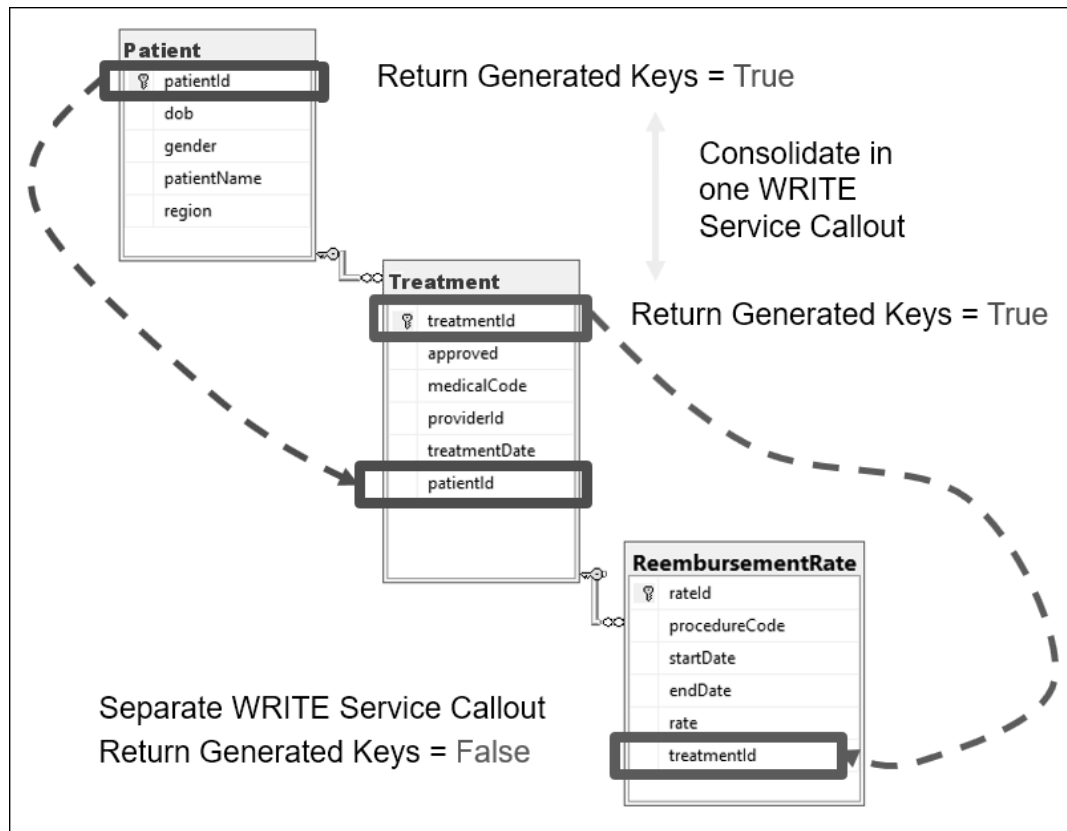 Patient
patientId
dob
gender
patientName
region
Return Generated Keys = True
Consolidate in
one WRITE
Service Callout
Treatment
treatmentId
approved
medicalCode
providerId
treatmentDate
patientId
Return Generated Keys = True
ReembursementRate
rateId
procedureCode
startDate
endDate
rate
treatmentId
Separate WRITE Service Callout
Return Generated Keys = False